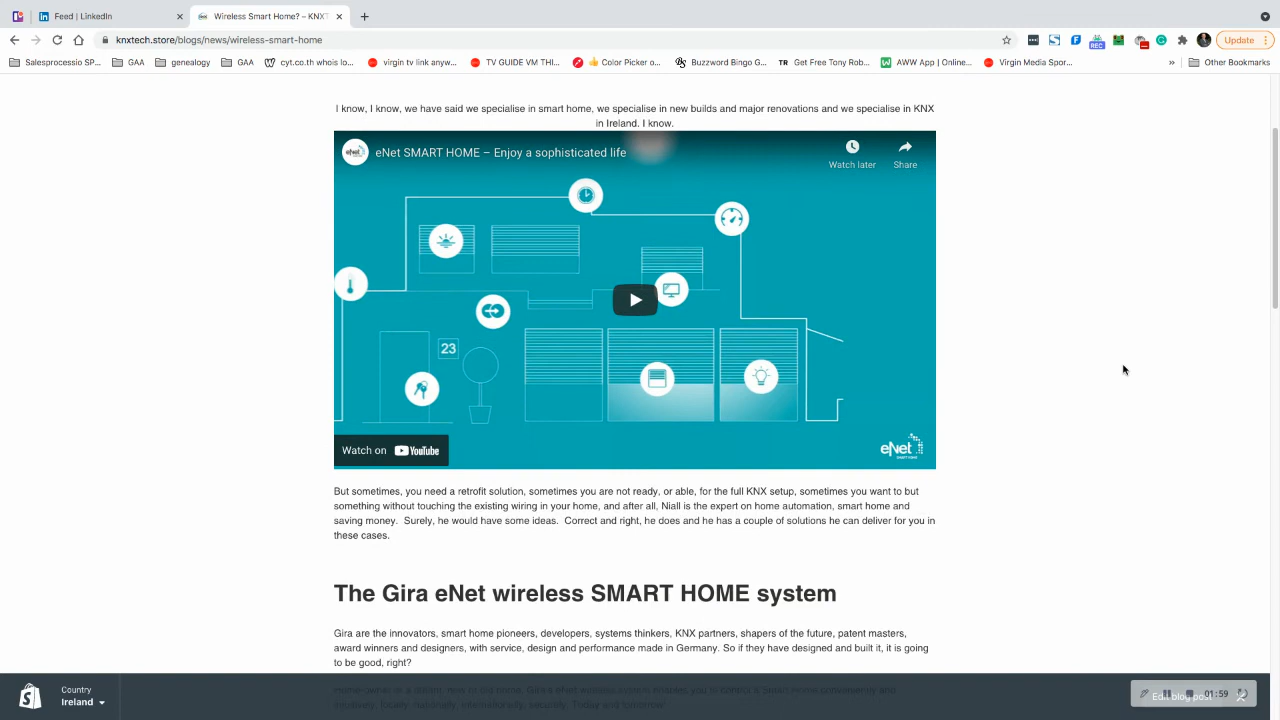 Feed | LinkedIn
Wireless Smart Home? – KNXT
knxtech.store/blogs/news/wireless-smart-home
REC
Update
Salesprocessio SP...
GAA
genealogy
GAA
cyt.co.th whois lo...
virgin tv link anyw...
TV GUIDE VM THI...
👍 Color Picker o...
Buzzword Bingo G...
TR Get Free Tony Rob...
AWW App | Online...
Virgin Media Spor...
»
Other Bookmarks
I know, I know, we have said we specialise in smart home, we specialise in new builds and major renovations and we specialise in KNX
in Ireland. I know.
eNet SMART HOME – Enjoy a sophisticated life
Watch later
Share
23
Watch on YouTube
eNet
SMART HOME
But sometimes, you need a retrofit solution, sometimes you are not ready, or able, for the full KNX setup, sometimes you want to but
something without touching the existing wiring in your home, and after all, Niall is the expert on home automation, smart home and
saving money. Surely, he would have some ideas. Correct and right, he does and he has a couple of solutions he can deliver for you in
these cases.
The Gira eNet wireless SMART HOME system
Gira are the innovators, smart home pioneers, developers, systems thinkers, KNX partners, shapers of the future, patent masters,
award winners and designers, with service, design and performance made in Germany. So if they have designed and built it, it is going
to be good, right?
Country
Ireland
Edit blog post
01:59